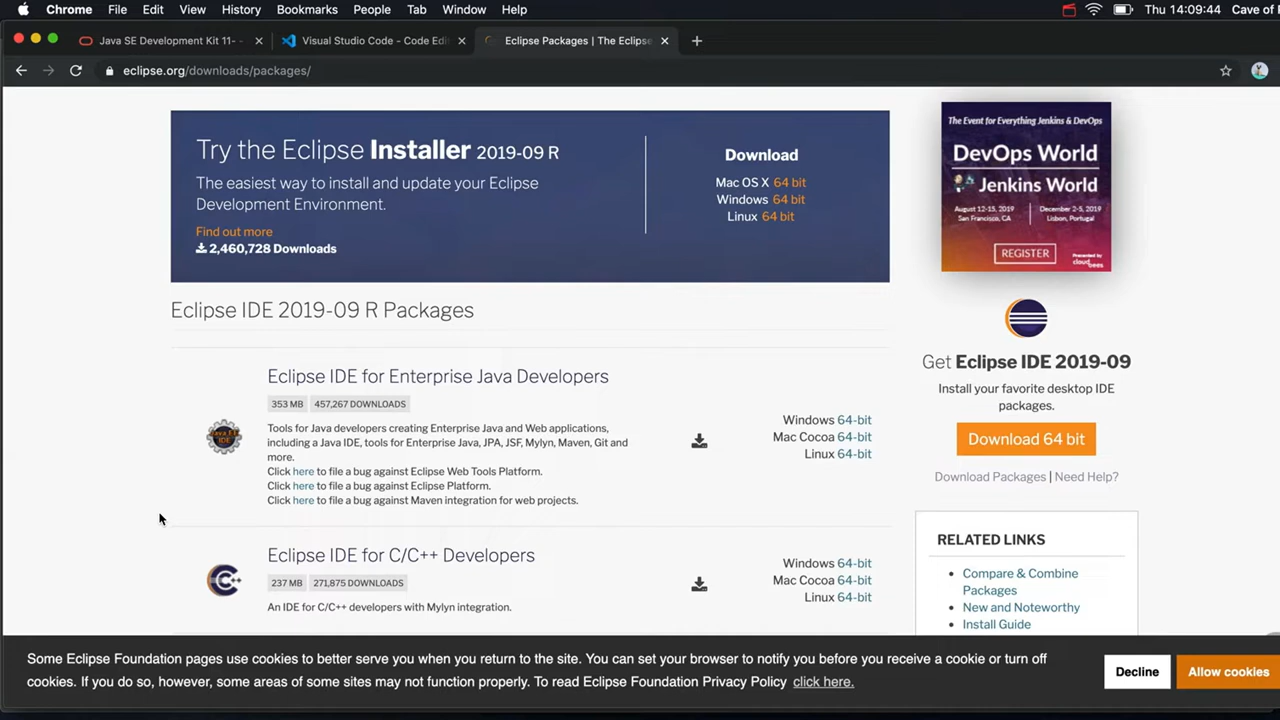 Chrome File Edit View History Bookmarks People Tab Window Help Thu 14:09:44 Cave of
Java SE Development Kit 11-
Visual Studio Code - Code Edi
Eclipse Packages | The Eclipse
eclipse.org/downloads/packages/
Try the Eclipse Installer 2019-09 R
The easiest way to install and update your Eclipse
Development Environment.
Find out more
2,460,728 Downloads
Download
Mac OS X 64 bit
Windows 64 bit
Linux 64 bit
The Event for Everything Jenkins & DevOps
DevOps World
Jenkins World
August 12-15, 2019
San Francisco, CA
December 2-5, 2019
Lisbon, Portugal
REGISTER
Presented by
cloudbees
Eclipse IDE 2019-09 R Packages
Eclipse IDE for Enterprise Java Developers
353 MB 457,267 DOWNLOADS
Java EE
IDE
Tools for Java developers creating Enterprise Java and Web applications,
including a Java IDE, tools for Enterprise Java, JPA, JSF, Mylyn, Maven, Git and
more.
Click here to file a bug against Eclipse Web Tools Platform.
Click here to file a bug against Eclipse Platform.
Click here to file a bug against Maven integration for web projects.
Windows 64-bit
Mac Cocoa 64-bit
Linux 64-bit
Eclipse IDE for C/C++ Developers
237 MB 271,875 DOWNLOADS
C++
An IDE for C/C++ developers with Mylyn integration.
Windows 64-bit
Mac Cocoa 64-bit
Linux 64-bit
Get Eclipse IDE 2019-09
Install your favorite desktop IDE
packages.
Download 64 bit
Download Packages | Need Help?
RELATED LINKS
Compare & Combine
Packages
New and Noteworthy
Install Guide
Some Eclipse Foundation pages use cookies to better serve you when you return to the site. You can set your browser to notify you before you receive a cookie or turn off
cookies. If you do so, however, some areas of some sites may not function properly. To read Eclipse Foundation Privacy Policy click here.
Decline
Allow cookies